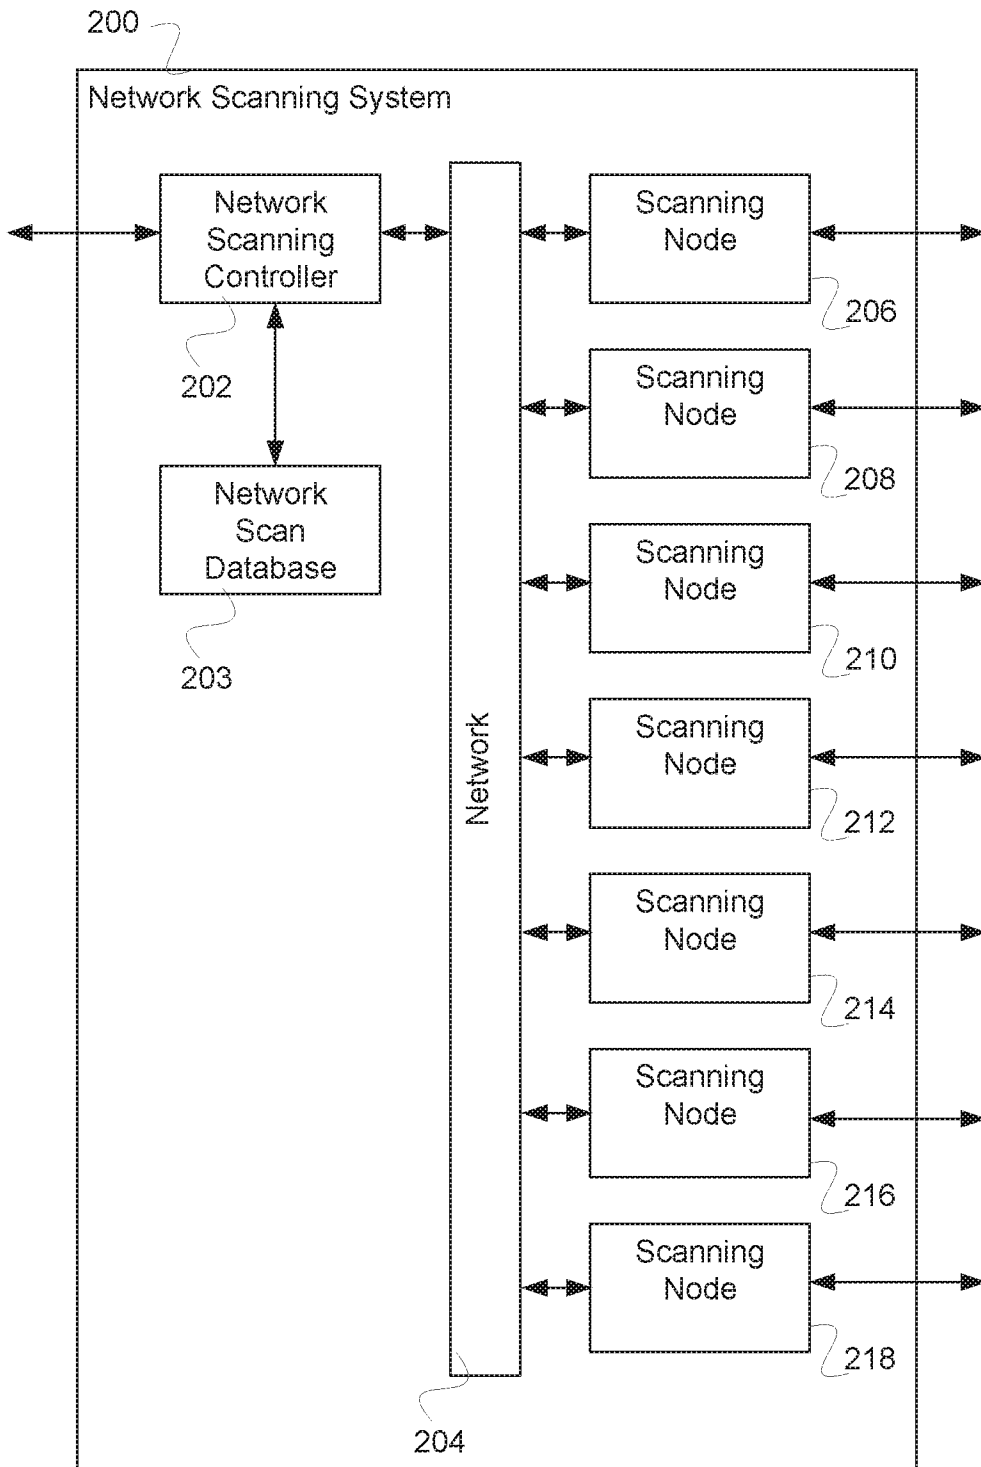 200
Network Scanning System
Network
Scanning
Controller
202
Network
Scan
Database
203
Network
204
Scanning
Node
206
Scanning
Node
208
Scanning
Node
210
Scanning
Node
212
Scanning
Node
214
Scanning
Node
216
Scanning
Node
218